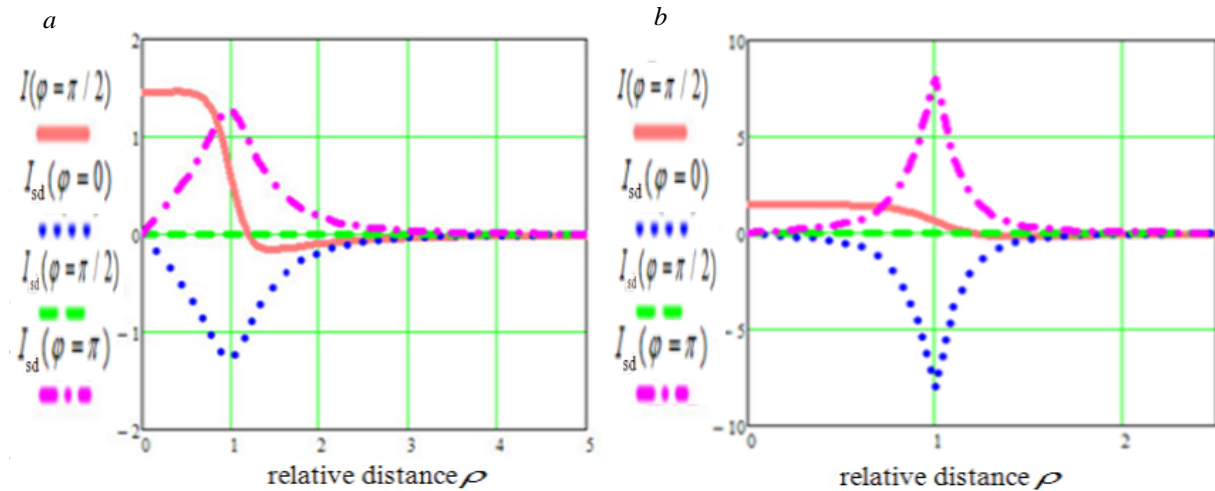 a
2
I(φ=π/2)
1
I_sd(φ=0)
0
I_sd(φ=π/2)
−1
I_sd(φ=π)
−2
0 1 2 3 4 5
relative distance ρ
b
10
I(φ=π/2)
5
I_sd(φ=0)
0
I_sd(φ=π/2)
−5
I_sd(φ=π)
−10
0 1 2
relative distance ρ